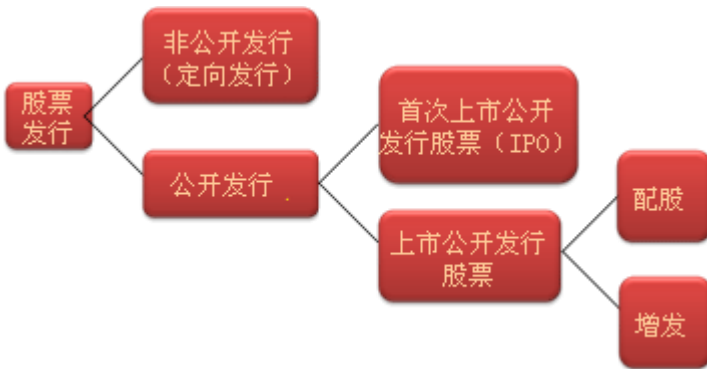 股票
发行
非公开发行
（定向发行）
公开发行
首次上市公开
发行股票（IPO）
上市公开发行
股票
配股
增发